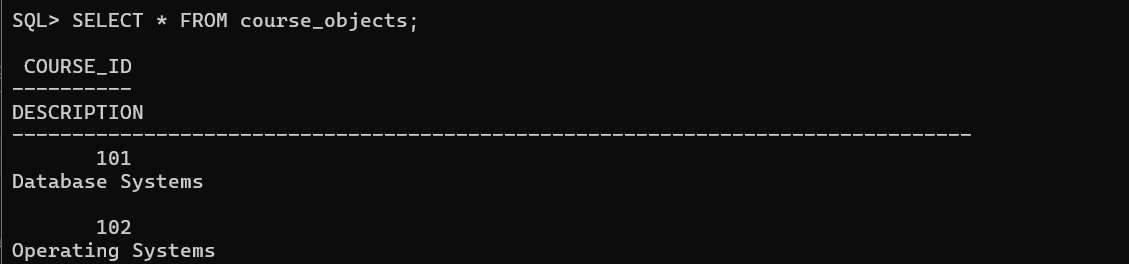 SQL> SELECT * FROM course_objects;
COURSE_ID
----------
DESCRIPTION
--------------------------------------------------------------------------------
101
Database Systems
102
Operating Systems